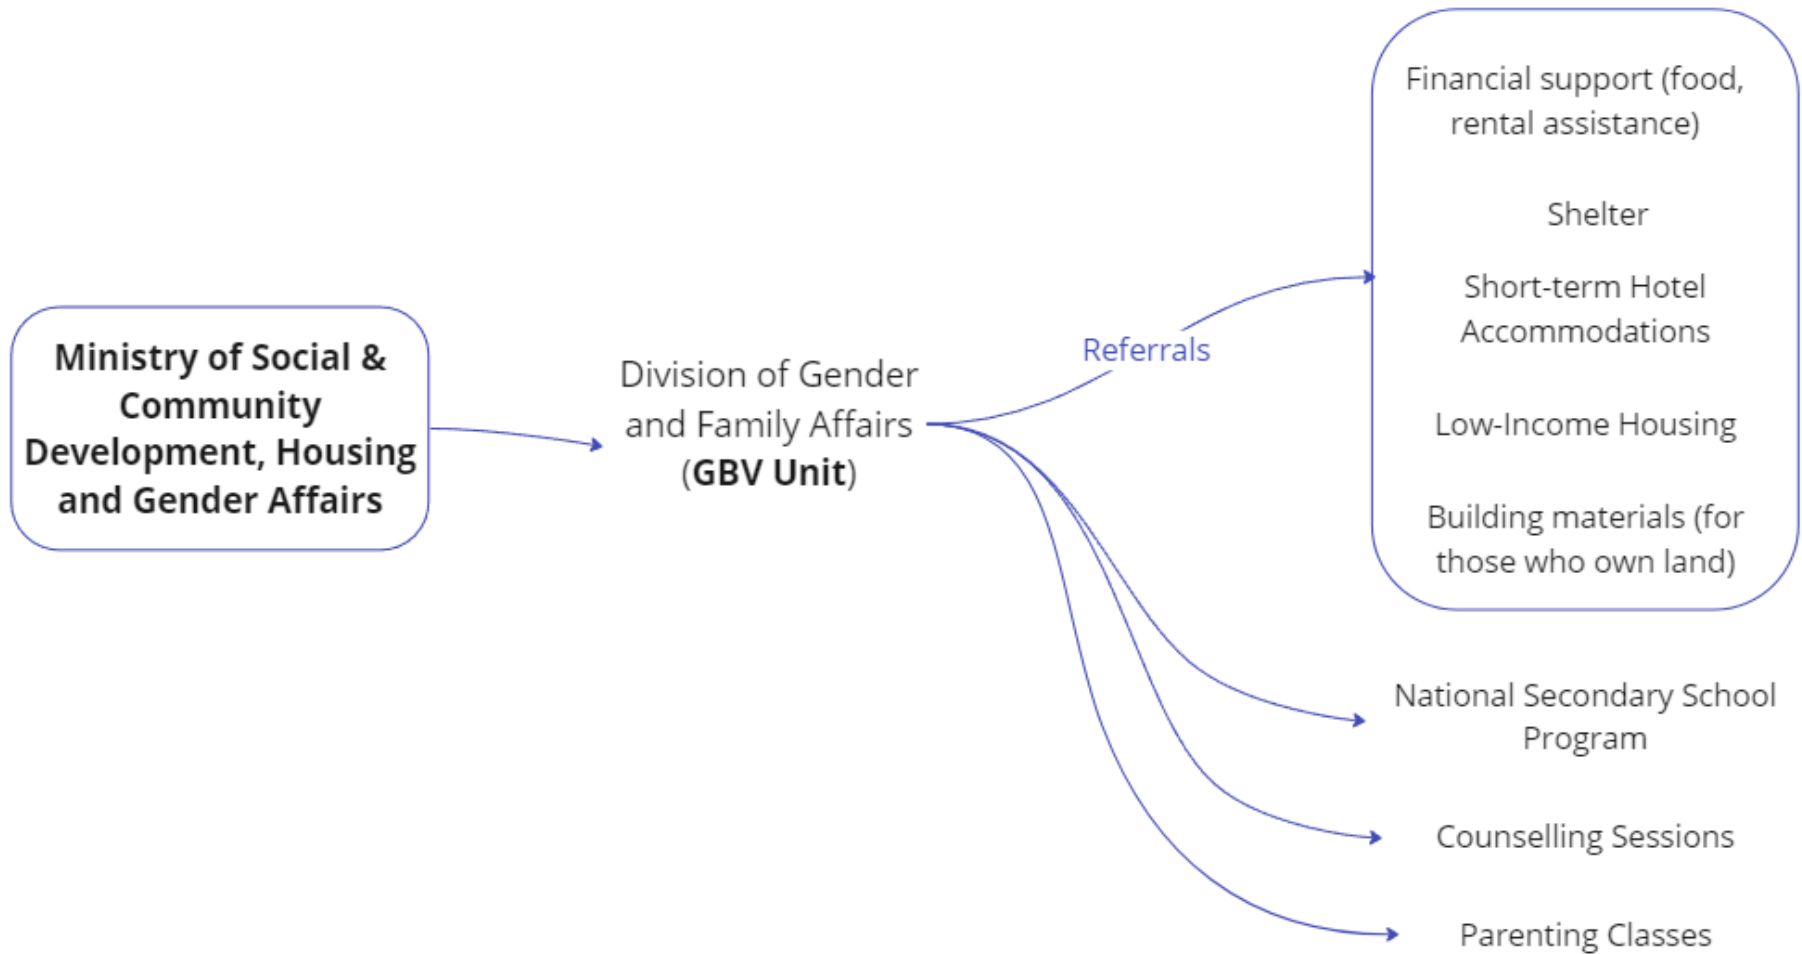 Ministry of Social &
Community
Development, Housing
and Gender Affairs
Division of Gender
and Family Affairs
(GBV Unit)
Referrals
Financial support (food,
rental assistance)
Shelter
Short-term Hotel
Accommodations
Low-Income Housing
Building materials (for
those who own land)
National Secondary School
Program
Counselling Sessions
Parenting Classes